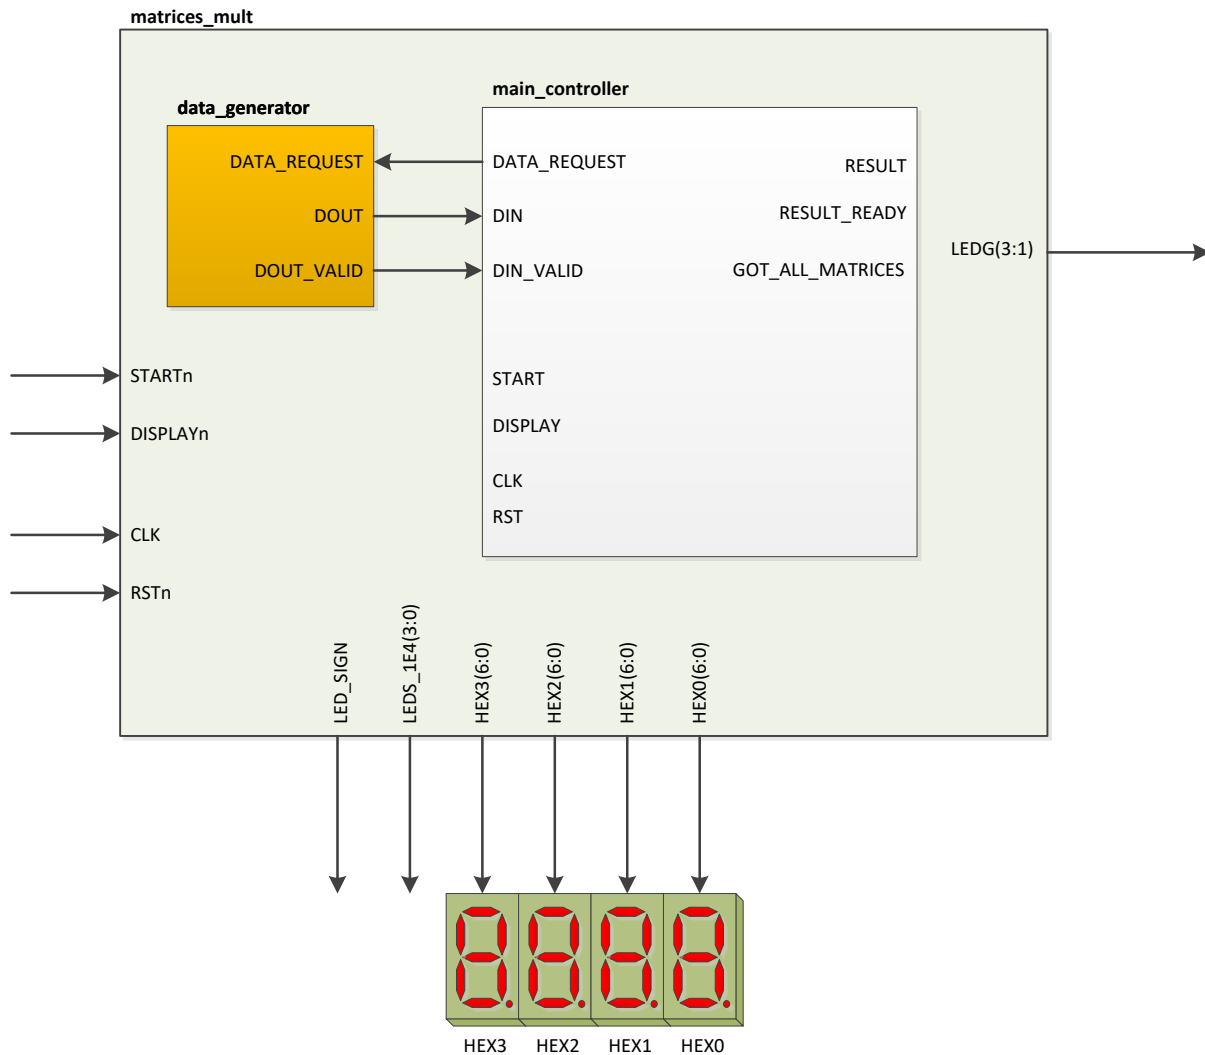 matrices_mult
data_generator
DATA_REQUEST
DOUT
DOUT_VALID
main_controller
DATA_REQUEST
DIN
DIN_VALID
START
DISPLAY
CLK
RST
RESULT
RESULT_READY
GOT_ALL_MATRICES
LEDG(3:1)
STARTn
DISPLAYn
CLK
RSTn
LED_SIGN
LEDS_1E4(3:0)
HEX3(6:0)
HEX2(6:0)
HEX1(6:0)
HEX0(6:0)
HEX3
HEX2
HEX1
HEX0